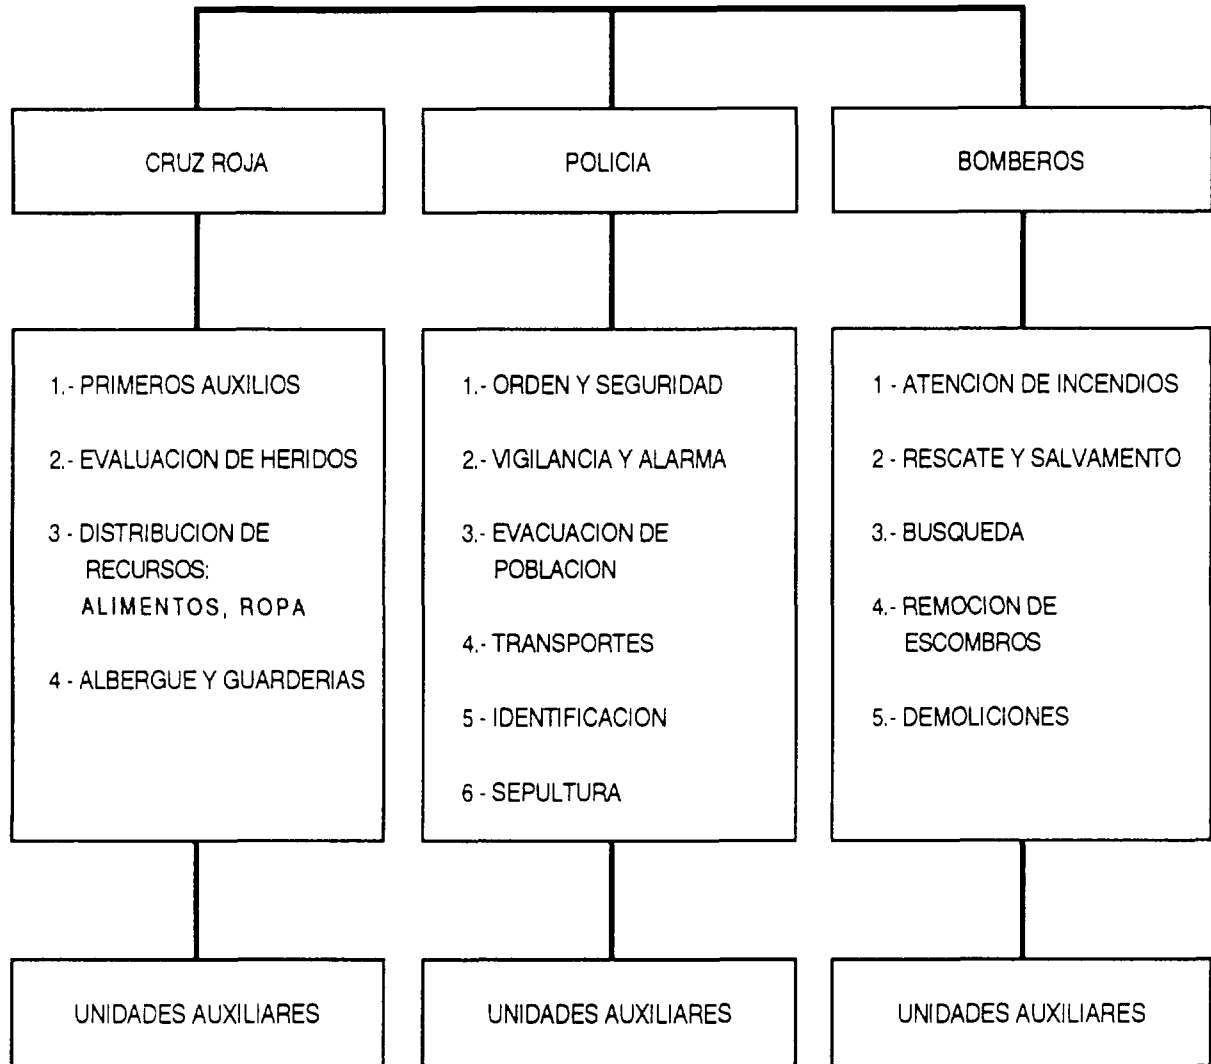 CRUZ ROJA
POLICIA
BOMBEROS
1.- PRIMEROS AUXILIOS
2.- EVALUACION DE HERIDOS
3 - DISTRIBUCION DE
RECURSOS:
ALIMENTOS, ROPA
4 - ALBERGUE Y GUARDERIAS
1.- ORDEN Y SEGURIDAD
2.- VIGILANCIA Y ALARMA
3.- EVACUACION DE
POBLACION
4.- TRANSPORTES
5 - IDENTIFICACION
6 - SEPULTURA
1 - ATENCION DE INCENDIOS
2 - RESCATE Y SALVAMENTO
3.- BUSQUEDA
4.- REMOCION DE
ESCOMBROS
5.- DEMOLICIONES
UNIDADES AUXILIARES
UNIDADES AUXILIARES
UNIDADES AUXILIARES